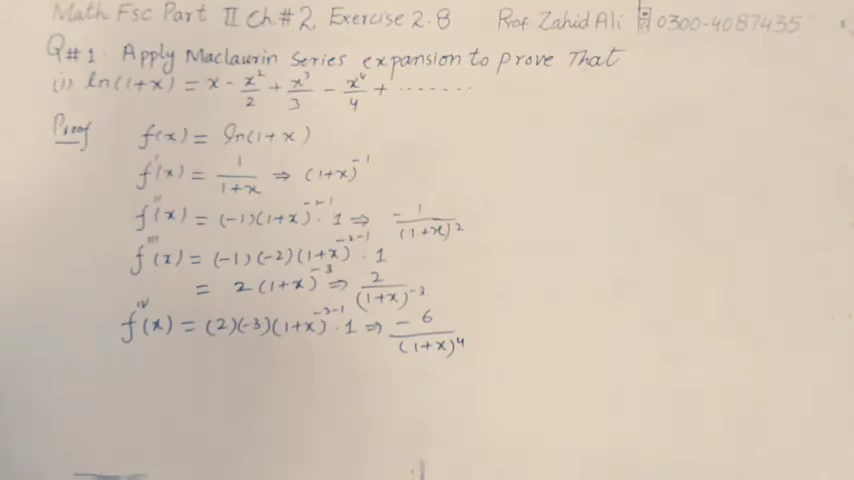 Math Fsc Part II Ch # 2 Exercise 2.8 Prof Zahid Ali 0300-4087435
Q#1. Apply Maclaurin Series expansion to prove That
(i) ln(1+x) = x - x²/2 + x³/3 - x⁴/4 + .......
Proof f(x) = ln(1+x)
f'(x) = 1/(1+x) ⇒ (1+x)⁻¹
f''(x) = (-1)(1+x)⁻¹⁻¹ . 1 ⇒ -1/(1+x)²
f'''(x) = (-1)(-2)(1+x)⁻²⁻¹ . 1
= 2(1+x)⁻³ ⇒ 2/(1+x)⁻³
fⁱᵛ(x) = (2)(-3)(1+x)⁻³⁻¹ . 1 ⇒ -6/(1+x)⁴